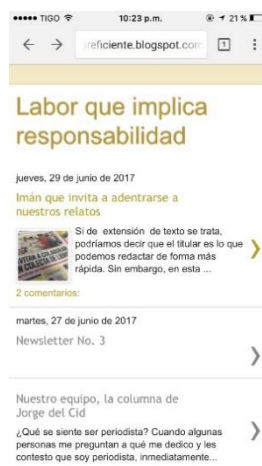 TIGO 10:23 p.m. 21 %
reficiente.blogspot.com 1
Labor que implica
responsabilidad
jueves, 29 de junio de 2017
Imán que invita a adentrarse a
nuestros relatos
Si de extensión de texto se trata,
podríamos decir que el titular es lo que
podemos redactar de forma más
rápida. Sin embargo, en esta ...
2 comentarios:
martes, 27 de junio de 2017
Newsletter No. 3
Nuestro equipo, la columna de
Jorge del Cid
¿Qué se siente ser periodista? Cuando algunas
personas me preguntan a qué me dedico y les
contesto que soy periodista, inmediatamente...